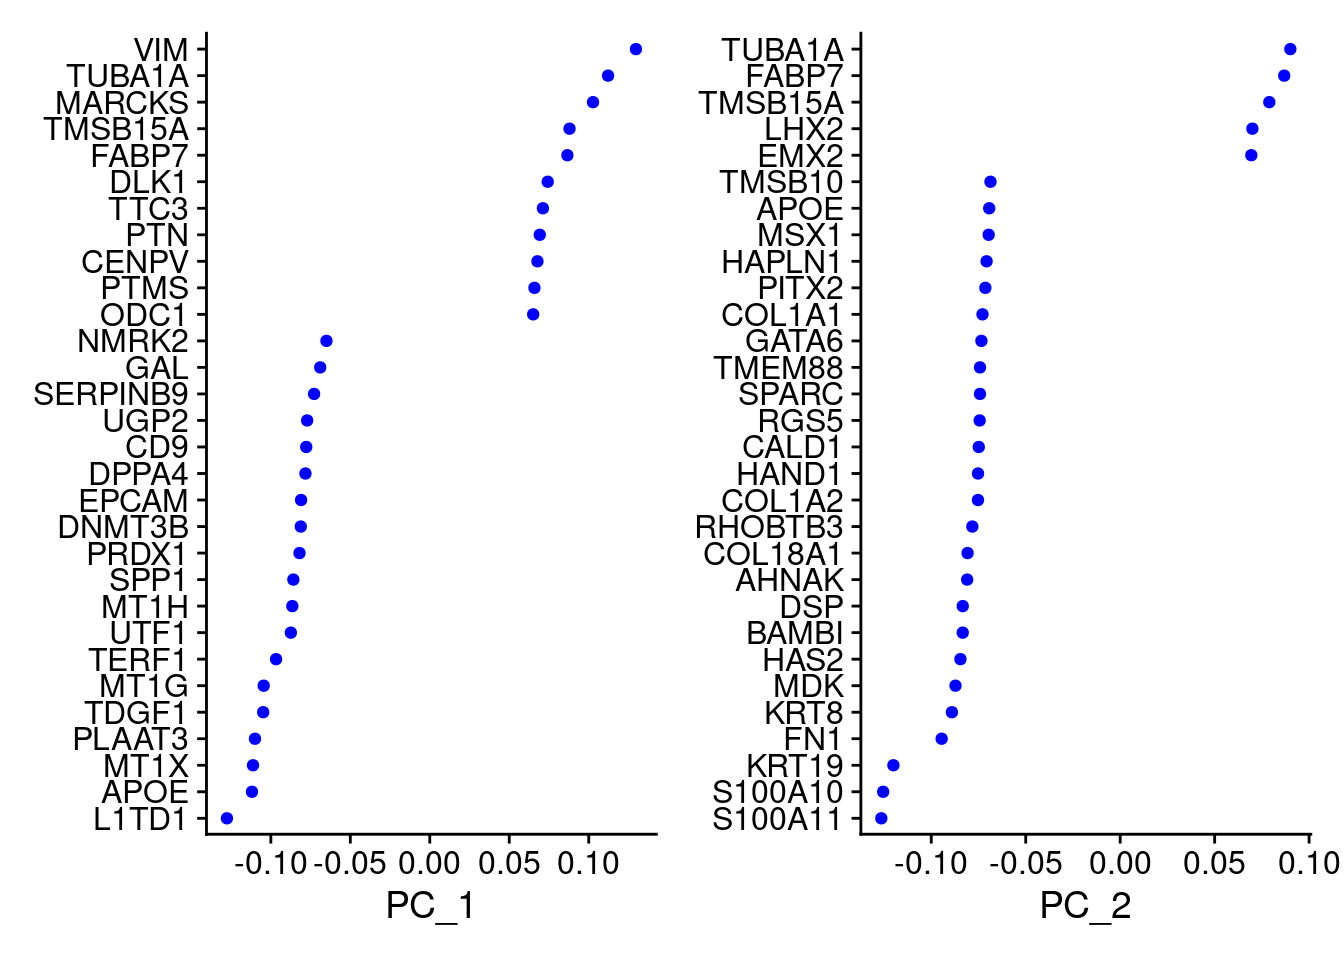 VIM
TUBA1A
MARCKS
TMSB15A
FABP7
DLK1
TTC3
PTN
CENPV
PTMS
ODC1
NMRK2
GAL
SERPINB9
UGP2
CD9
DPPA4
EPCAM
DNMT3B
PRDX1
SPP1
MT1H
UTF1
TERF1
MT1G
TDGF1
PLAAT3
MT1X
APOE
L1TD1
-0.10 -0.05 0.00 0.05 0.10
PC_1
TUBA1A
FABP7
TMSB15A
LHX2
EMX2
TMSB10
APOE
MSX1
HAPLN1
PITX2
COL1A1
GATA6
TMEM88
SPARC
RGS5
CALD1
HAND1
COL1A2
RHOBTB3
COL18A1
AHNAK
DSP
BAMBI
HAS2
MDK
KRT8
FN1
KRT19
S100A10
S100A11
-0.10 -0.05 0.00 0.05 0.10
PC_2